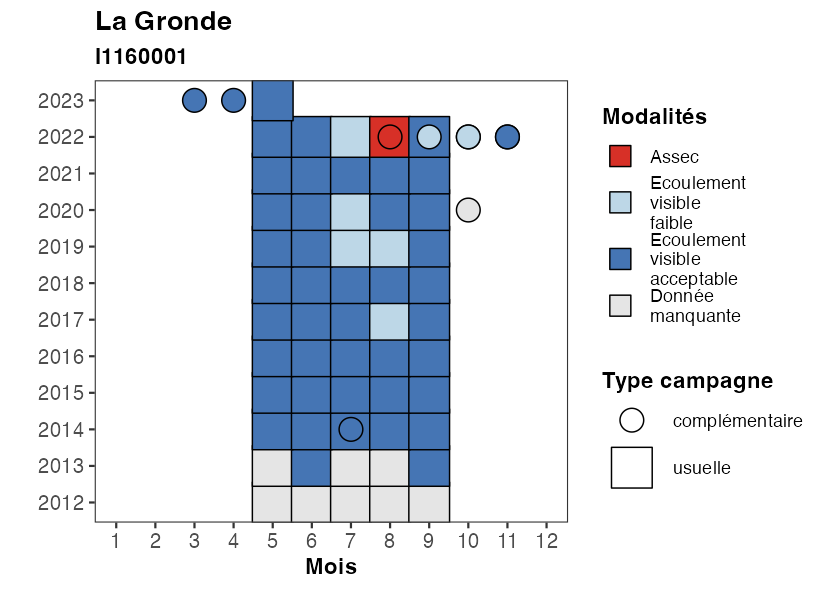 La Gronde
I1160001
2023
2022
2021
2020
2019
2018
2017
2016
2015
2014
2013
2012
1 2 3 4 5 6 7 8 9 10 11 12
Mois
Modalités
Assec
Ecoulement
visible
faible
Ecoulement
visible
acceptable
Donnée
manquante
Type campagne
complémentaire
usuelle